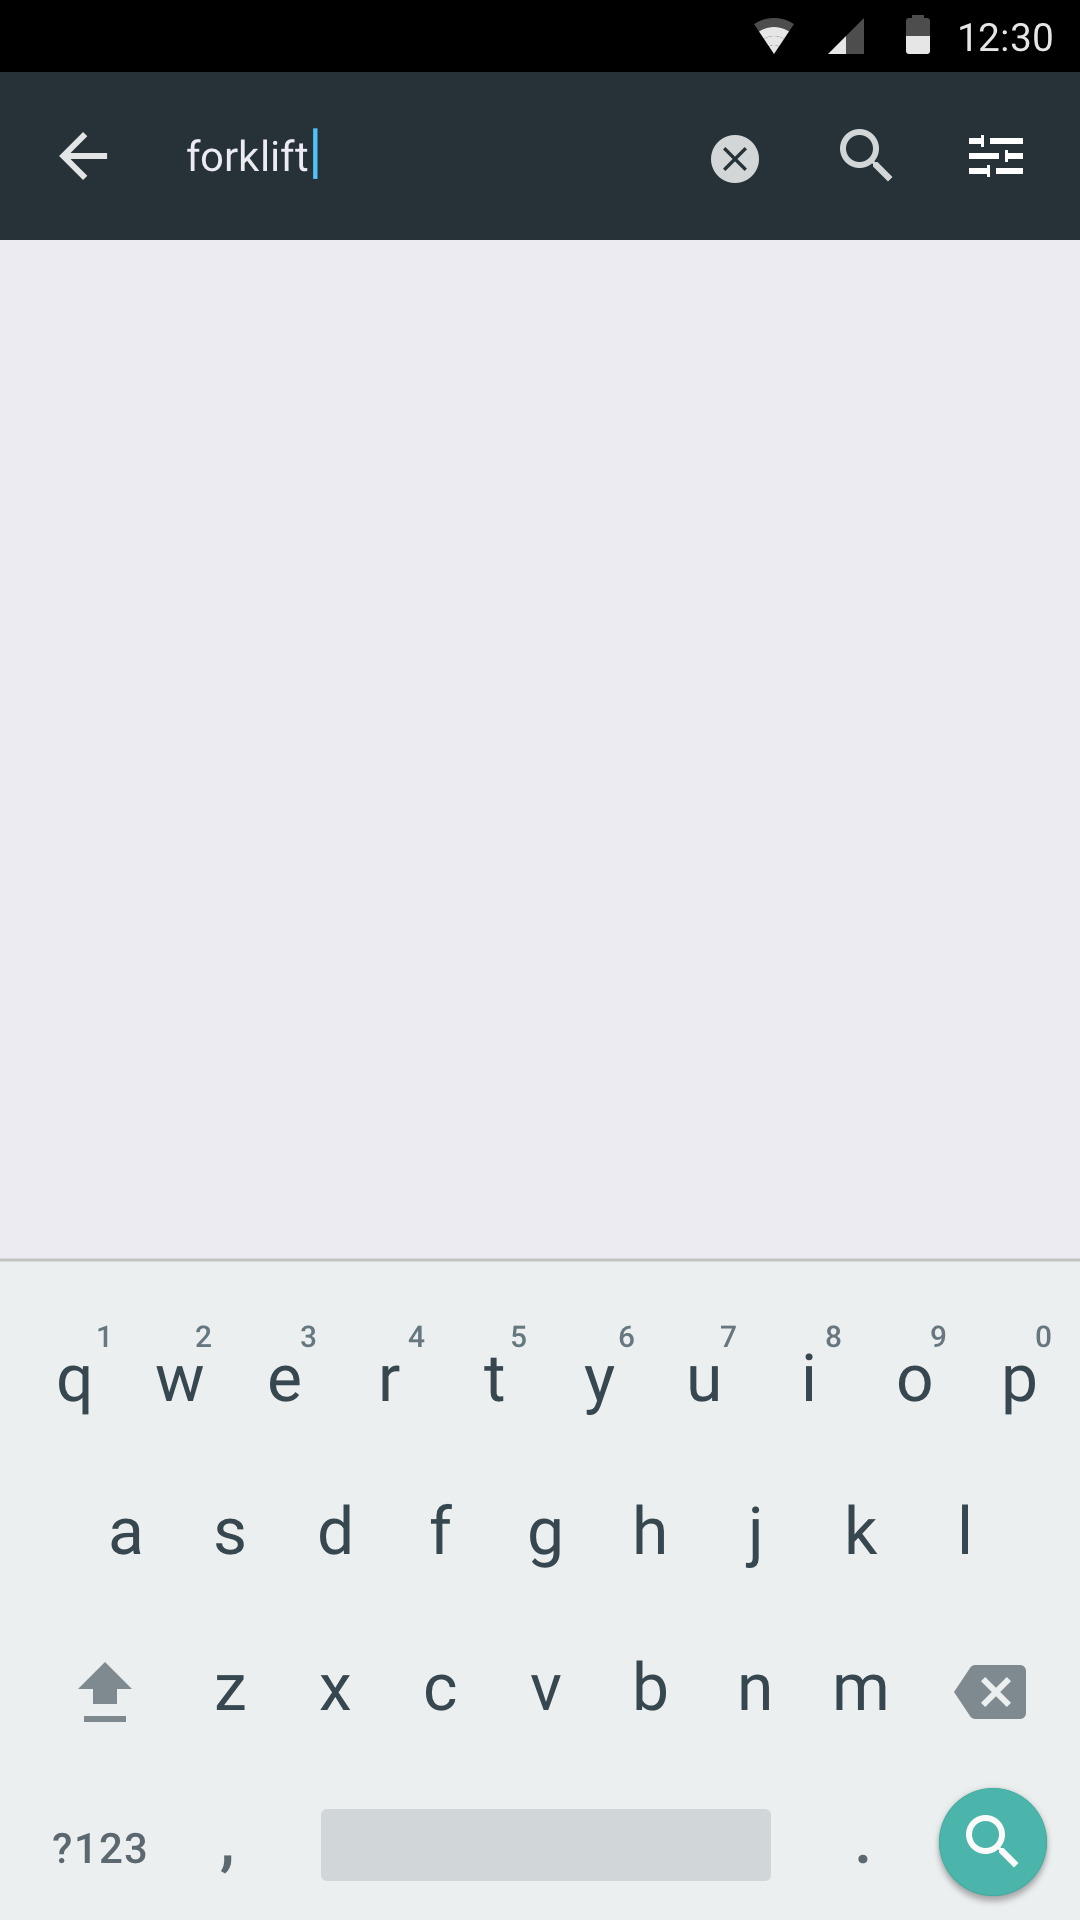 12:30
forklift
1 2 3 4 5 6 7 8 9 0
q w e r t y u i o p
a s d f g h j k l
z x c v b n m
?123 , .